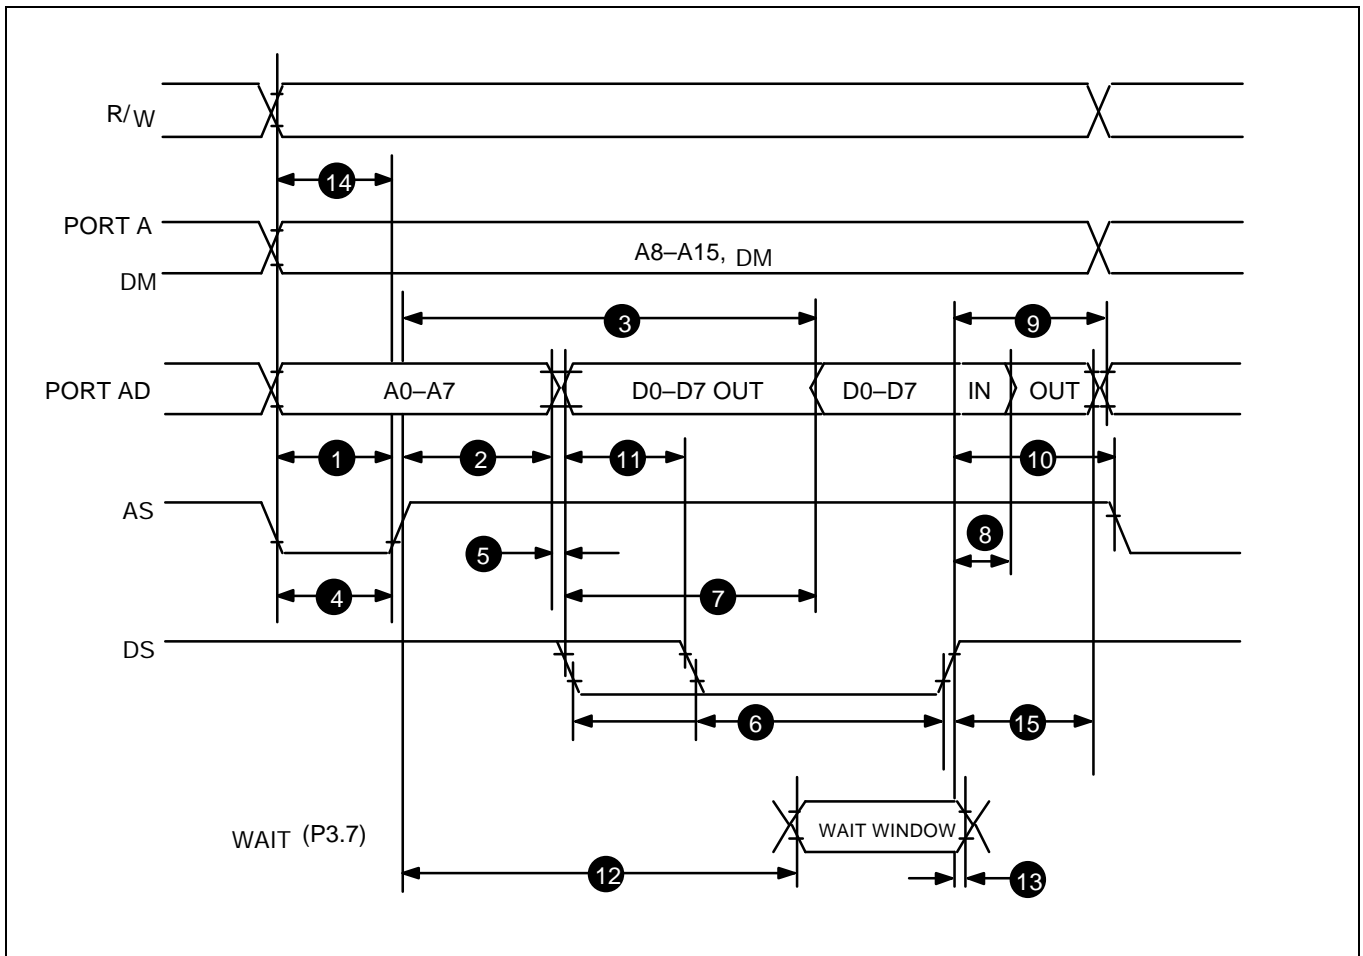 R/W
14
PORT A
A8–A15, DM
DM
3
9
PORT AD
A0–A7
D0–D7 OUT
D0–D7
IN
OUT
1
2
11
10
AS
8
5
4
7
DS
6
15
WAIT (P3.7)
WAIT WINDOW
12
13